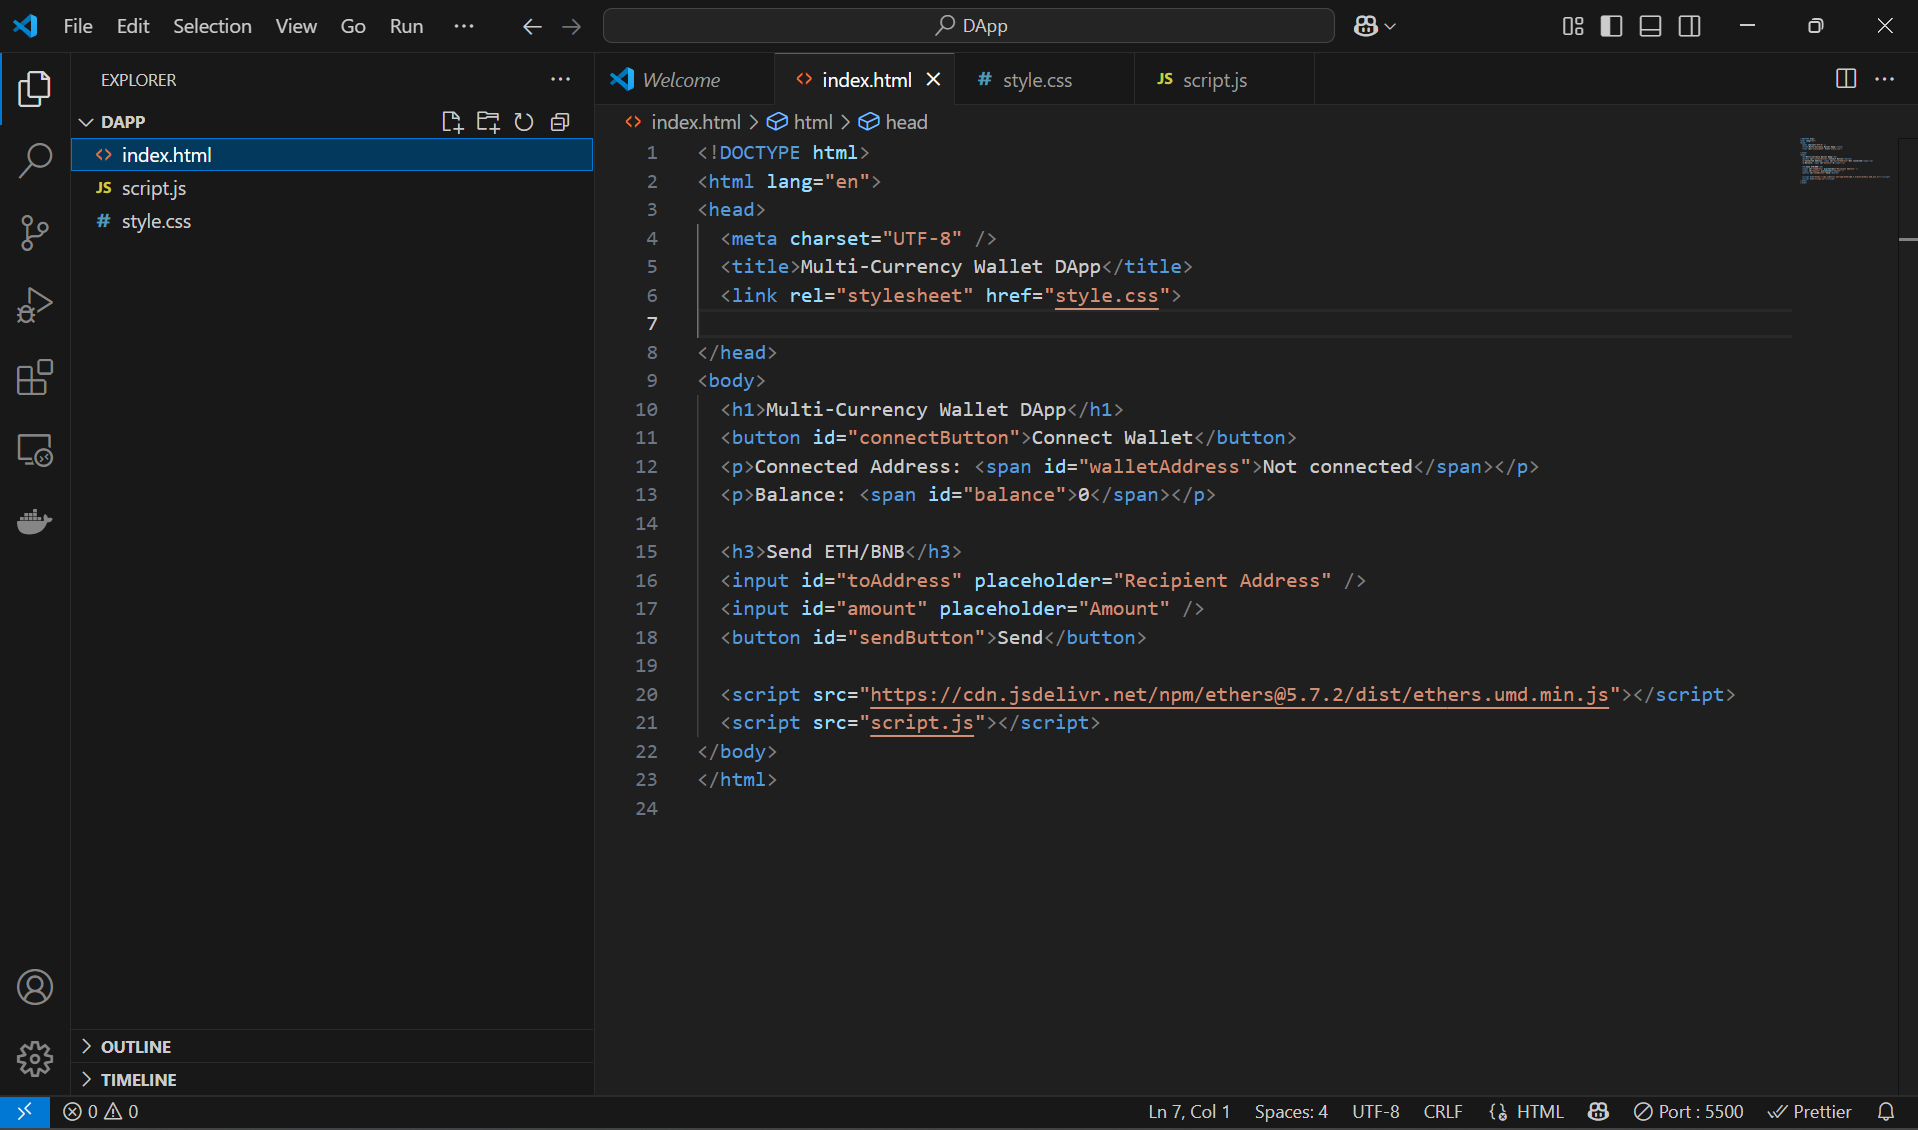 File Edit Selection View Go Run ··· DApp
EXPLORER ···
DAPP
index.html
JS script.js
# style.css
OUTLINE
TIMELINE
Welcome <> index.html # style.css JS script.js ···
<> index.html > html > head
1 <!DOCTYPE html>
2 <html lang="en">
3 <head>
4 <meta charset="UTF-8" />
5 <title>Multi-Currency Wallet DApp</title>
6 <link rel="stylesheet" href="style.css">
7
8 </head>
9 <body>
10 <h1>Multi-Currency Wallet DApp</h1>
11 <button id="connectButton">Connect Wallet</button>
12 <p>Connected Address: <span id="walletAddress">Not connected</span></p>
13 <p>Balance: <span id="balance">0</span></p>
14
15 <h3>Send ETH/BNB</h3>
16 <input id="toAddress" placeholder="Recipient Address" />
17 <input id="amount" placeholder="Amount" />
18 <button id="sendButton">Send</button>
19
20 <script src="https://cdn.jsdelivr.net/npm/ethers@5.7.2/dist/ethers.umd.min.js"></script>
21 <script src="script.js"></script>
22 </body>
23 </html>
24
0 0 Ln 7, Col 1 Spaces: 4 UTF-8 CRLF HTML Port : 5500 Prettier